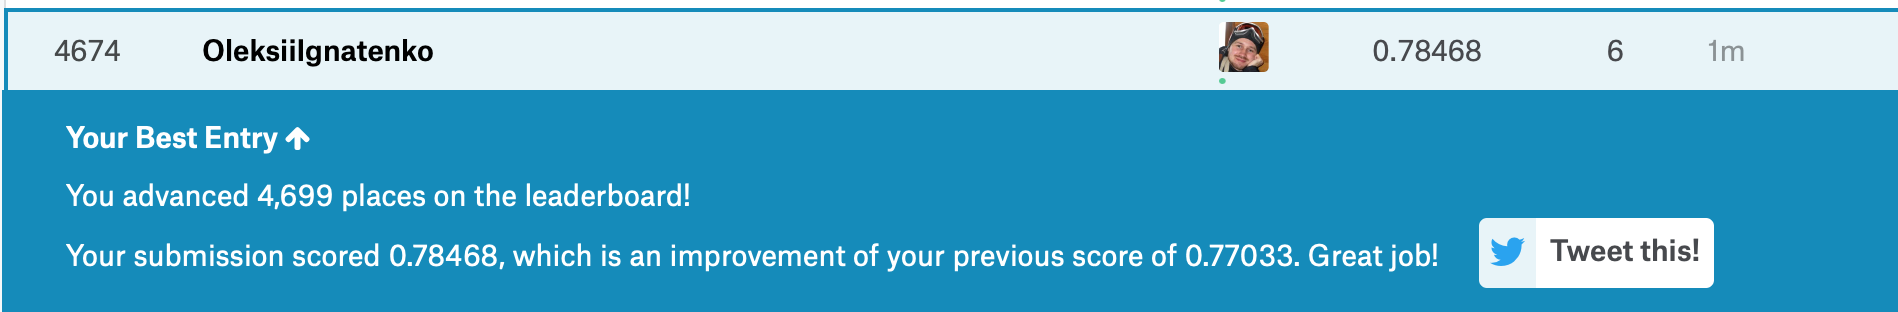 4674 OleksiiIgnatenko 0.78468 6 1m
Your Best Entry
You advanced 4,699 places on the leaderboard!
Your submission scored 0.78468, which is an improvement of your previous score of 0.77033. Great job! Tweet this!